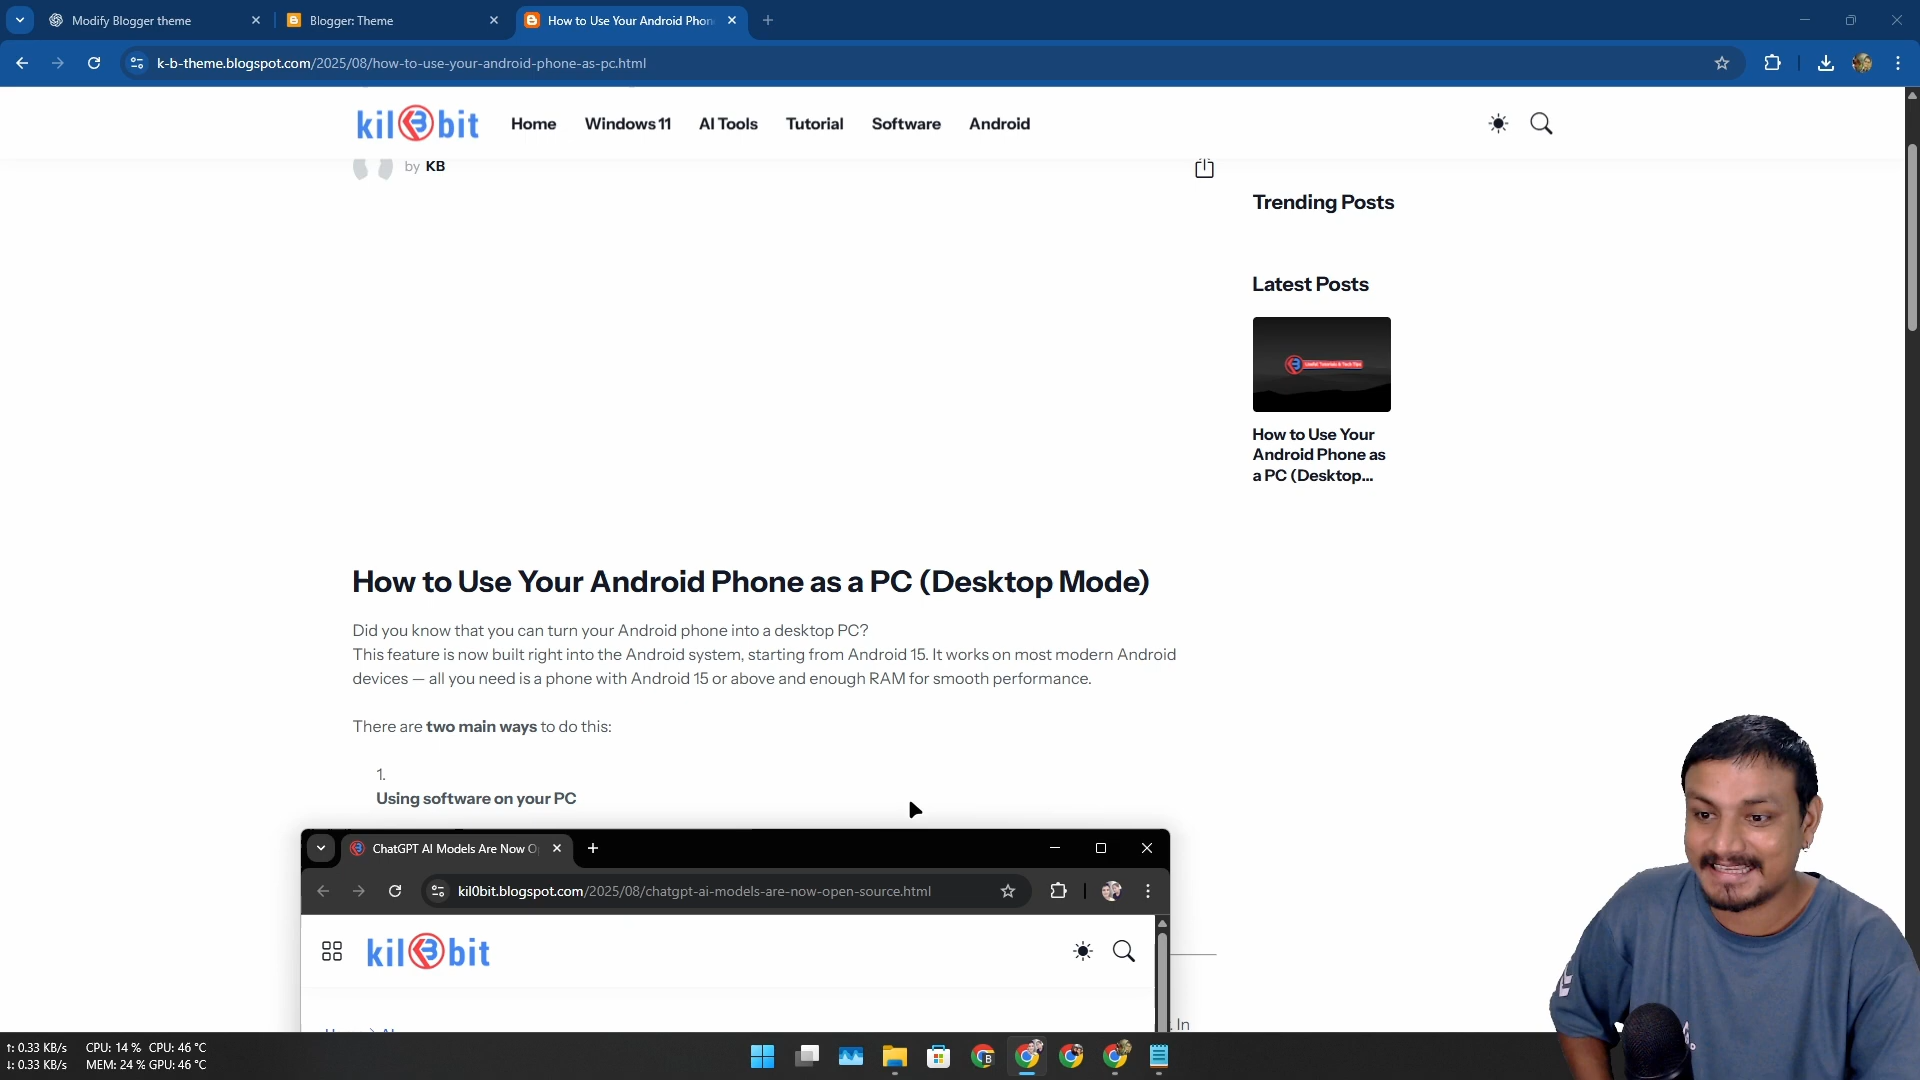 Modify Blogger theme
Blogger: Theme
How to Use Your Android Phon
k-b-theme.blogspot.com/2025/08/how-to-use-your-android-phone-as-pc.html
kil0bit
Home
Windows 11
AI Tools
Tutorial
Software
Android
by KB
Trending Posts
Latest Posts
Useful Tutorials & Tech Tips
How to Use Your
Android Phone as
a PC (Desktop...
How to Use Your Android Phone as a PC (Desktop Mode)
Did you know that you can turn your Android phone into a desktop PC?
This feature is now built right into the Android system, starting from Android 15. It works on most modern Android
devices — all you need is a phone with Android 15 or above and enough RAM for smooth performance.
There are two main ways to do this:
1.
Using software on your PC
ChatGPT AI Models Are Now O
kil0bit.blogspot.com/2025/08/chatgpt-ai-models-are-now-open-source.html
kil0bit
. In
↑: 0.33 KB/s CPU: 14 % CPU: 46 °C
↓: 0.33 KB/s MEM: 24 % GPU: 46 °C